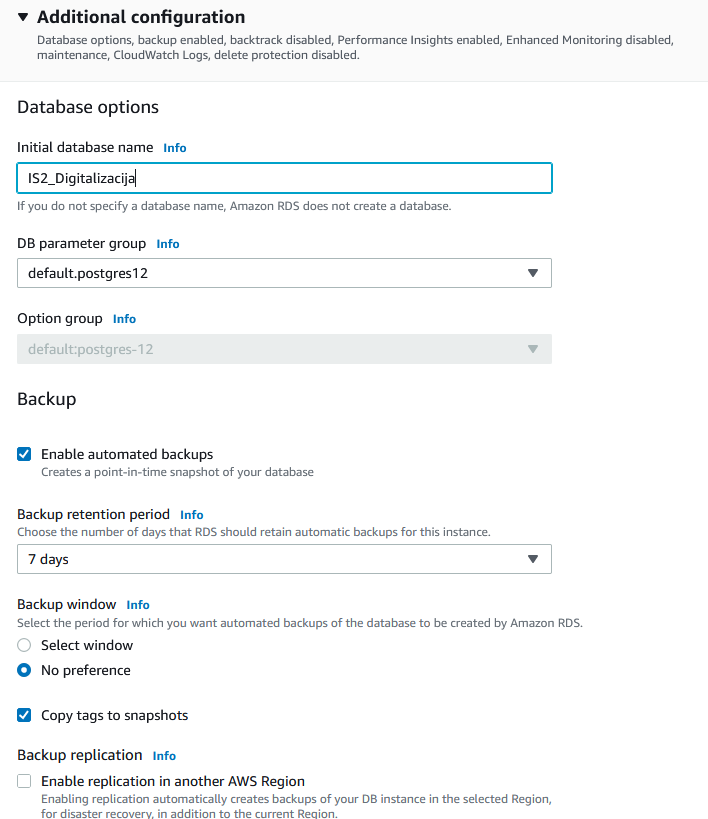 Additional configuration
Database options, backup enabled, backtrack disabled, Performance Insights enabled, Enhanced Monitoring disabled,
maintenance, CloudWatch Logs, delete protection disabled.
Database options
Initial database name Info
IS2_Digitalizacija
If you do not specify a database name, Amazon RDS does not create a database.
DB parameter group Info
default.postgres12
Option group Info
default:postgres-12
Backup
Enable automated backups
Creates a point-in-time snapshot of your database
Backup retention period Info
Choose the number of days that RDS should retain automatic backups for this instance.
7 days
Backup window Info
Select the period for which you want automated backups of the database to be created by Amazon RDS.
Select window
No preference
Copy tags to snapshots
Backup replication Info
Enable replication in another AWS Region
Enabling replication automatically creates backups of your DB instance in the selected Region,
for disaster recovery, in addition to the current Region.